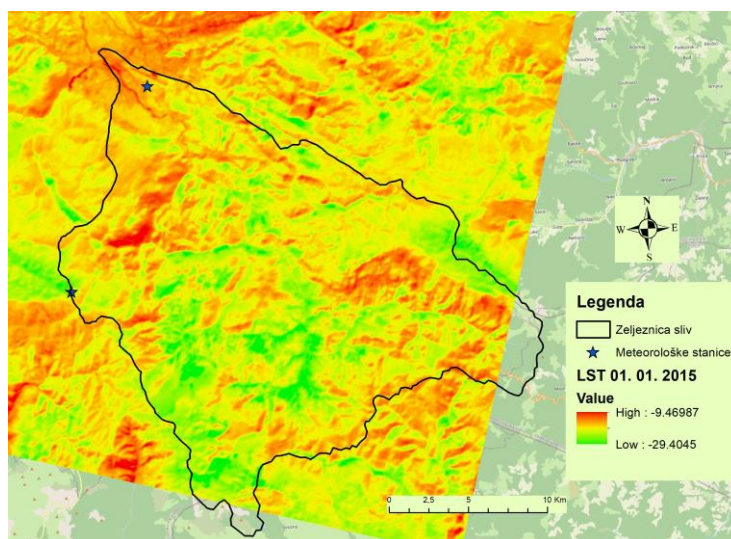 N
W E
S
Legenda
Zeljeznica sliv
Meteorološke stanice
LST 01. 01. 2015
Value
High : -9.46987
Low : -29.4045
0 2,5 5 10 Km